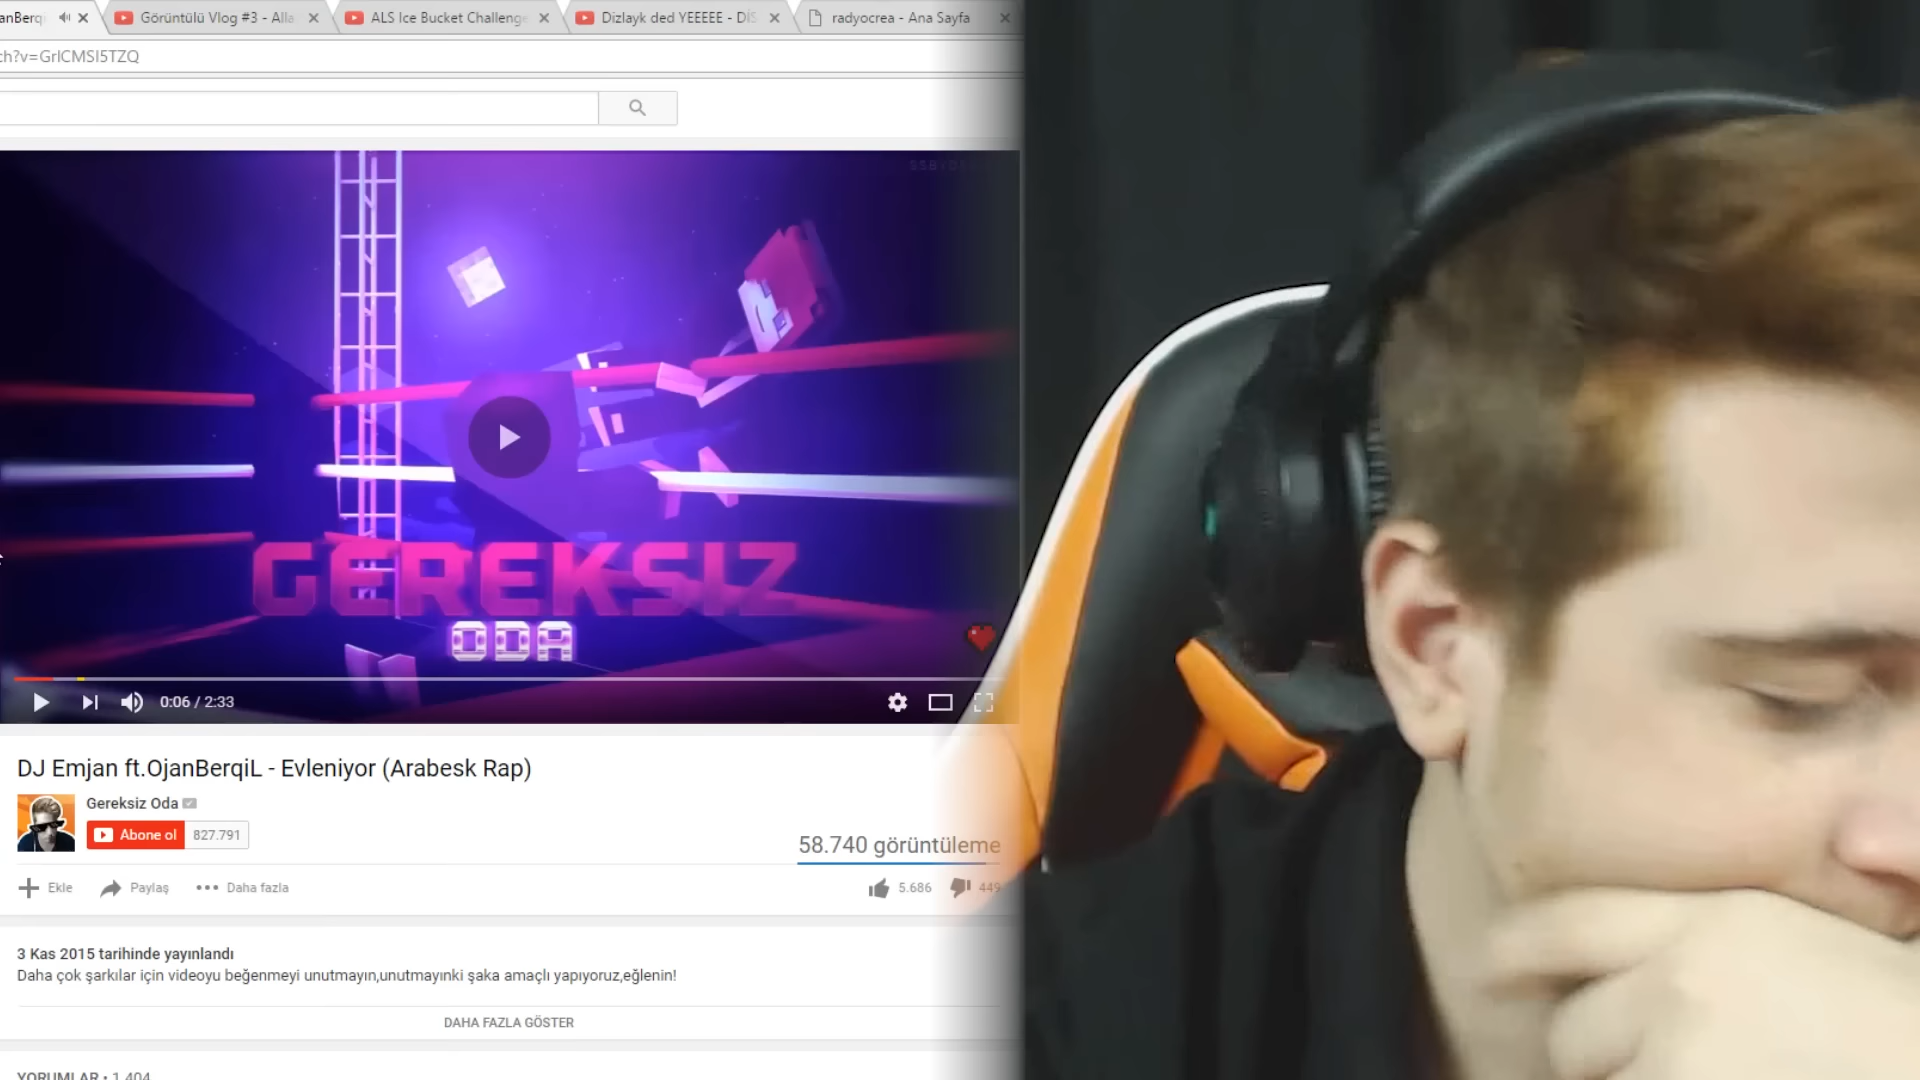 anBerqi
Görüntülü Vlog #3 - Alla
ALS Ice Bucket Challenge
Dizlayk ded YEEEEE - DİS
radyocrea - Ana Sayfa
ch?v=GrICMSI5TZQ
GEREKSIZ
ODA
0:06 / 2:33
DJ Emjan ft.OjanBerqiL - Evleniyor (Arabesk Rap)
Gereksiz Oda
Abone ol
827.791
58.740 görüntüleme
Ekle
Paylaş
Daha fazla
5.686
449
3 Kas 2015 tarihinde yayınlandı
Daha çok şarkılar için videoyu beğenmeyi unutmayın,unutmayınki şaka amaçlı yapıyoruz,eğlenin!
DAHA FAZLA GÖSTER
YORUMLAR • 1.404